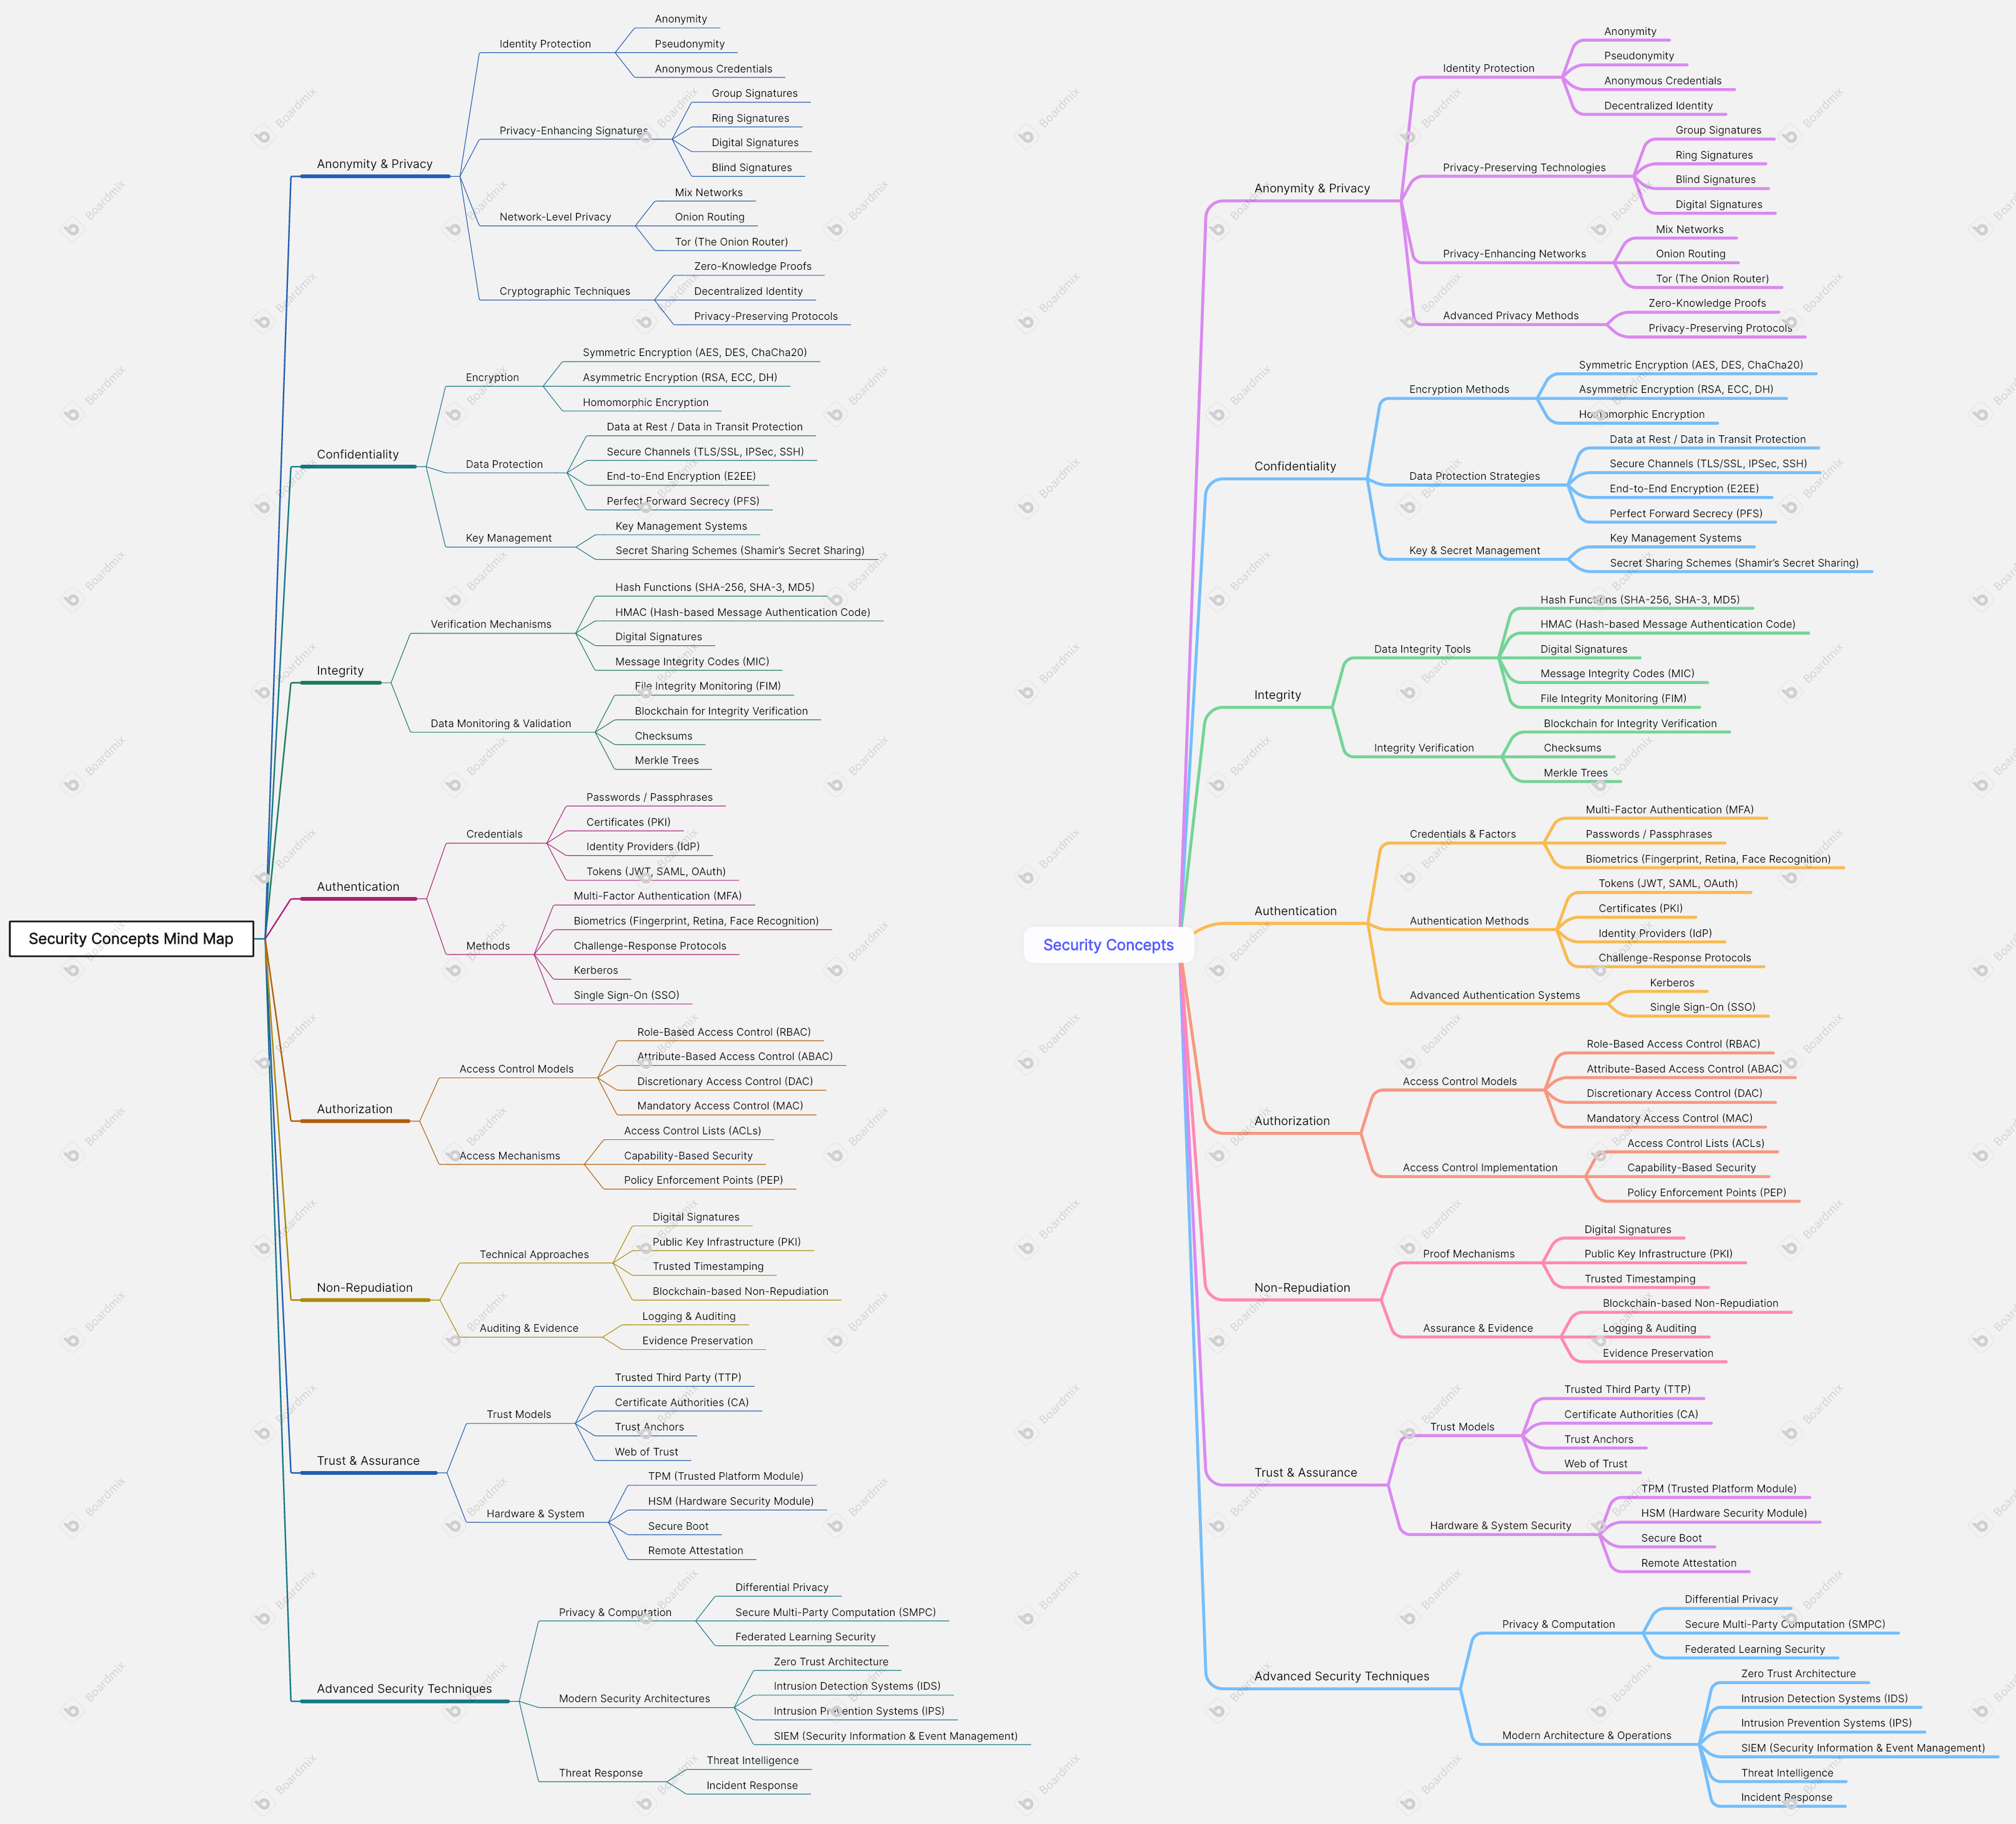 Security Concepts Mind Map
Anonymity & Privacy
Identity Protection
Anonymity
Pseudonymity
Anonymous Credentials
Privacy-Enhancing Signatures
Group Signatures
Ring Signatures
Digital Signatures
Blind Signatures
Network-Level Privacy
Mix Networks
Onion Routing
Tor (The Onion Router)
Cryptographic Techniques
Zero-Knowledge Proofs
Decentralized Identity
Privacy-Preserving Protocols
Confidentiality
Encryption
Symmetric Encryption (AES, DES, ChaCha20)
Asymmetric Encryption (RSA, ECC, DH)
Homomorphic Encryption
Data Protection
Data at Rest / Data in Transit Protection
Secure Channels (TLS/SSL, IPSec, SSH)
End-to-End Encryption (E2EE)
Perfect Forward Secrecy (PFS)
Key Management
Key Management Systems
Secret Sharing Schemes (Shamir’s Secret Sharing)
Integrity
Verification Mechanisms
Hash Functions (SHA-256, SHA-3, MD5)
HMAC (Hash-based Message Authentication Code)
Digital Signatures
Message Integrity Codes (MIC)
Data Monitoring & Validation
File Integrity Monitoring (FIM)
Blockchain for Integrity Verification
Checksums
Merkle Trees
Authentication
Credentials
Passwords / Passphrases
Certificates (PKI)
Identity Providers (IdP)
Tokens (JWT, SAML, OAuth)
Methods
Multi-Factor Authentication (MFA)
Biometrics (Fingerprint, Retina, Face Recognition)
Challenge-Response Protocols
Kerberos
Single Sign-On (SSO)
Authorization
Access Control Models
Role-Based Access Control (RBAC)
Attribute-Based Access Control (ABAC)
Discretionary Access Control (DAC)
Mandatory Access Control (MAC)
Access Mechanisms
Access Control Lists (ACLs)
Capability-Based Security
Policy Enforcement Points (PEP)
Non-Repudiation
Technical Approaches
Digital Signatures
Public Key Infrastructure (PKI)
Trusted Timestamping
Blockchain-based Non-Repudiation
Auditing & Evidence
Logging & Auditing
Evidence Preservation
Trust & Assurance
Trust Models
Trusted Third Party (TTP)
Certificate Authorities (CA)
Trust Anchors
Web of Trust
Hardware & System
TPM (Trusted Platform Module)
HSM (Hardware Security Module)
Secure Boot
Remote Attestation
Advanced Security Techniques
Privacy & Computation
Differential Privacy
Secure Multi-Party Computation (SMPC)
Federated Learning Security
Modern Security Architectures
Zero Trust Architecture
Intrusion Detection Systems (IDS)
Intrusion Prevention Systems (IPS)
SIEM (Security Information & Event Management)
Threat Response
Threat Intelligence
Incident Response
Security Concepts
Anonymity & Privacy
Identity Protection
Anonymity
Pseudonymity
Anonymous Credentials
Decentralized Identity
Privacy-Preserving Technologies
Group Signatures
Ring Signatures
Blind Signatures
Digital Signatures
Privacy-Enhancing Networks
Mix Networks
Onion Routing
Tor (The Onion Router)
Advanced Privacy Methods
Zero-Knowledge Proofs
Privacy-Preserving Protocols
Confidentiality
Encryption Methods
Symmetric Encryption (AES, DES, ChaCha20)
Asymmetric Encryption (RSA, ECC, DH)
Homomorphic Encryption
Data Protection Strategies
Data at Rest / Data in Transit Protection
Secure Channels (TLS/SSL, IPSec, SSH)
End-to-End Encryption (E2EE)
Perfect Forward Secrecy (PFS)
Key & Secret Management
Key Management Systems
Secret Sharing Schemes (Shamir’s Secret Sharing)
Integrity
Data Integrity Tools
Hash Functions (SHA-256, SHA-3, MD5)
HMAC (Hash-based Message Authentication Code)
Digital Signatures
Message Integrity Codes (MIC)
File Integrity Monitoring (FIM)
Integrity Verification
Blockchain for Integrity Verification
Checksums
Merkle Trees
Authentication
Credentials & Factors
Multi-Factor Authentication (MFA)
Passwords / Passphrases
Biometrics (Fingerprint, Retina, Face Recognition)
Authentication Methods
Tokens (JWT, SAML, OAuth)
Certificates (PKI)
Identity Providers (IdP)
Challenge-Response Protocols
Advanced Authentication Systems
Kerberos
Single Sign-On (SSO)
Authorization
Access Control Models
Role-Based Access Control (RBAC)
Attribute-Based Access Control (ABAC)
Discretionary Access Control (DAC)
Mandatory Access Control (MAC)
Access Control Implementation
Access Control Lists (ACLs)
Capability-Based Security
Policy Enforcement Points (PEP)
Non-Repudiation
Proof Mechanisms
Digital Signatures
Public Key Infrastructure (PKI)
Trusted Timestamping
Assurance & Evidence
Blockchain-based Non-Repudiation
Logging & Auditing
Evidence Preservation
Trust & Assurance
Trust Models
Trusted Third Party (TTP)
Certificate Authorities (CA)
Trust Anchors
Web of Trust
Hardware & System Security
TPM (Trusted Platform Module)
HSM (Hardware Security Module)
Secure Boot
Remote Attestation
Advanced Security Techniques
Privacy & Computation
Differential Privacy
Secure Multi-Party Computation (SMPC)
Federated Learning Security
Modern Architecture & Operations
Zero Trust Architecture
Intrusion Detection Systems (IDS)
Intrusion Prevention Systems (IPS)
SIEM (Security Information & Event Management)
Threat Intelligence
Incident Response
Boardmix